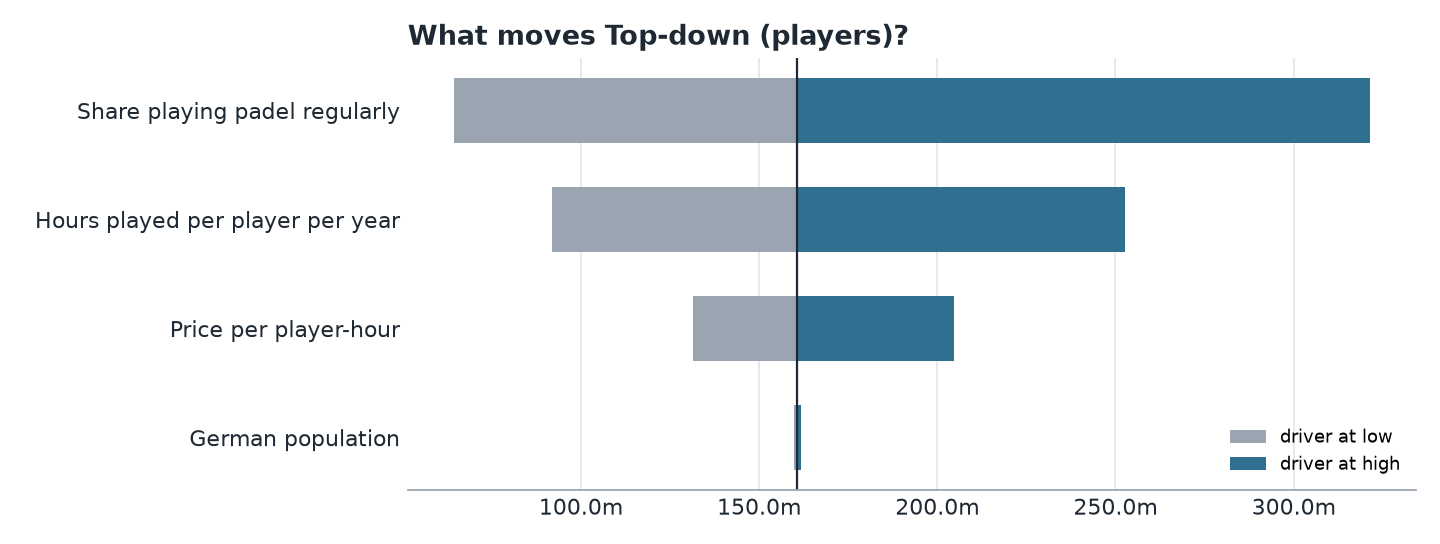 What moves Top-down (players)?
Share playing padel regularly
Hours played per player per year
Price per player-hour
German population
driver at low
driver at high
100.0m 150.0m 200.0m 250.0m 300.0m